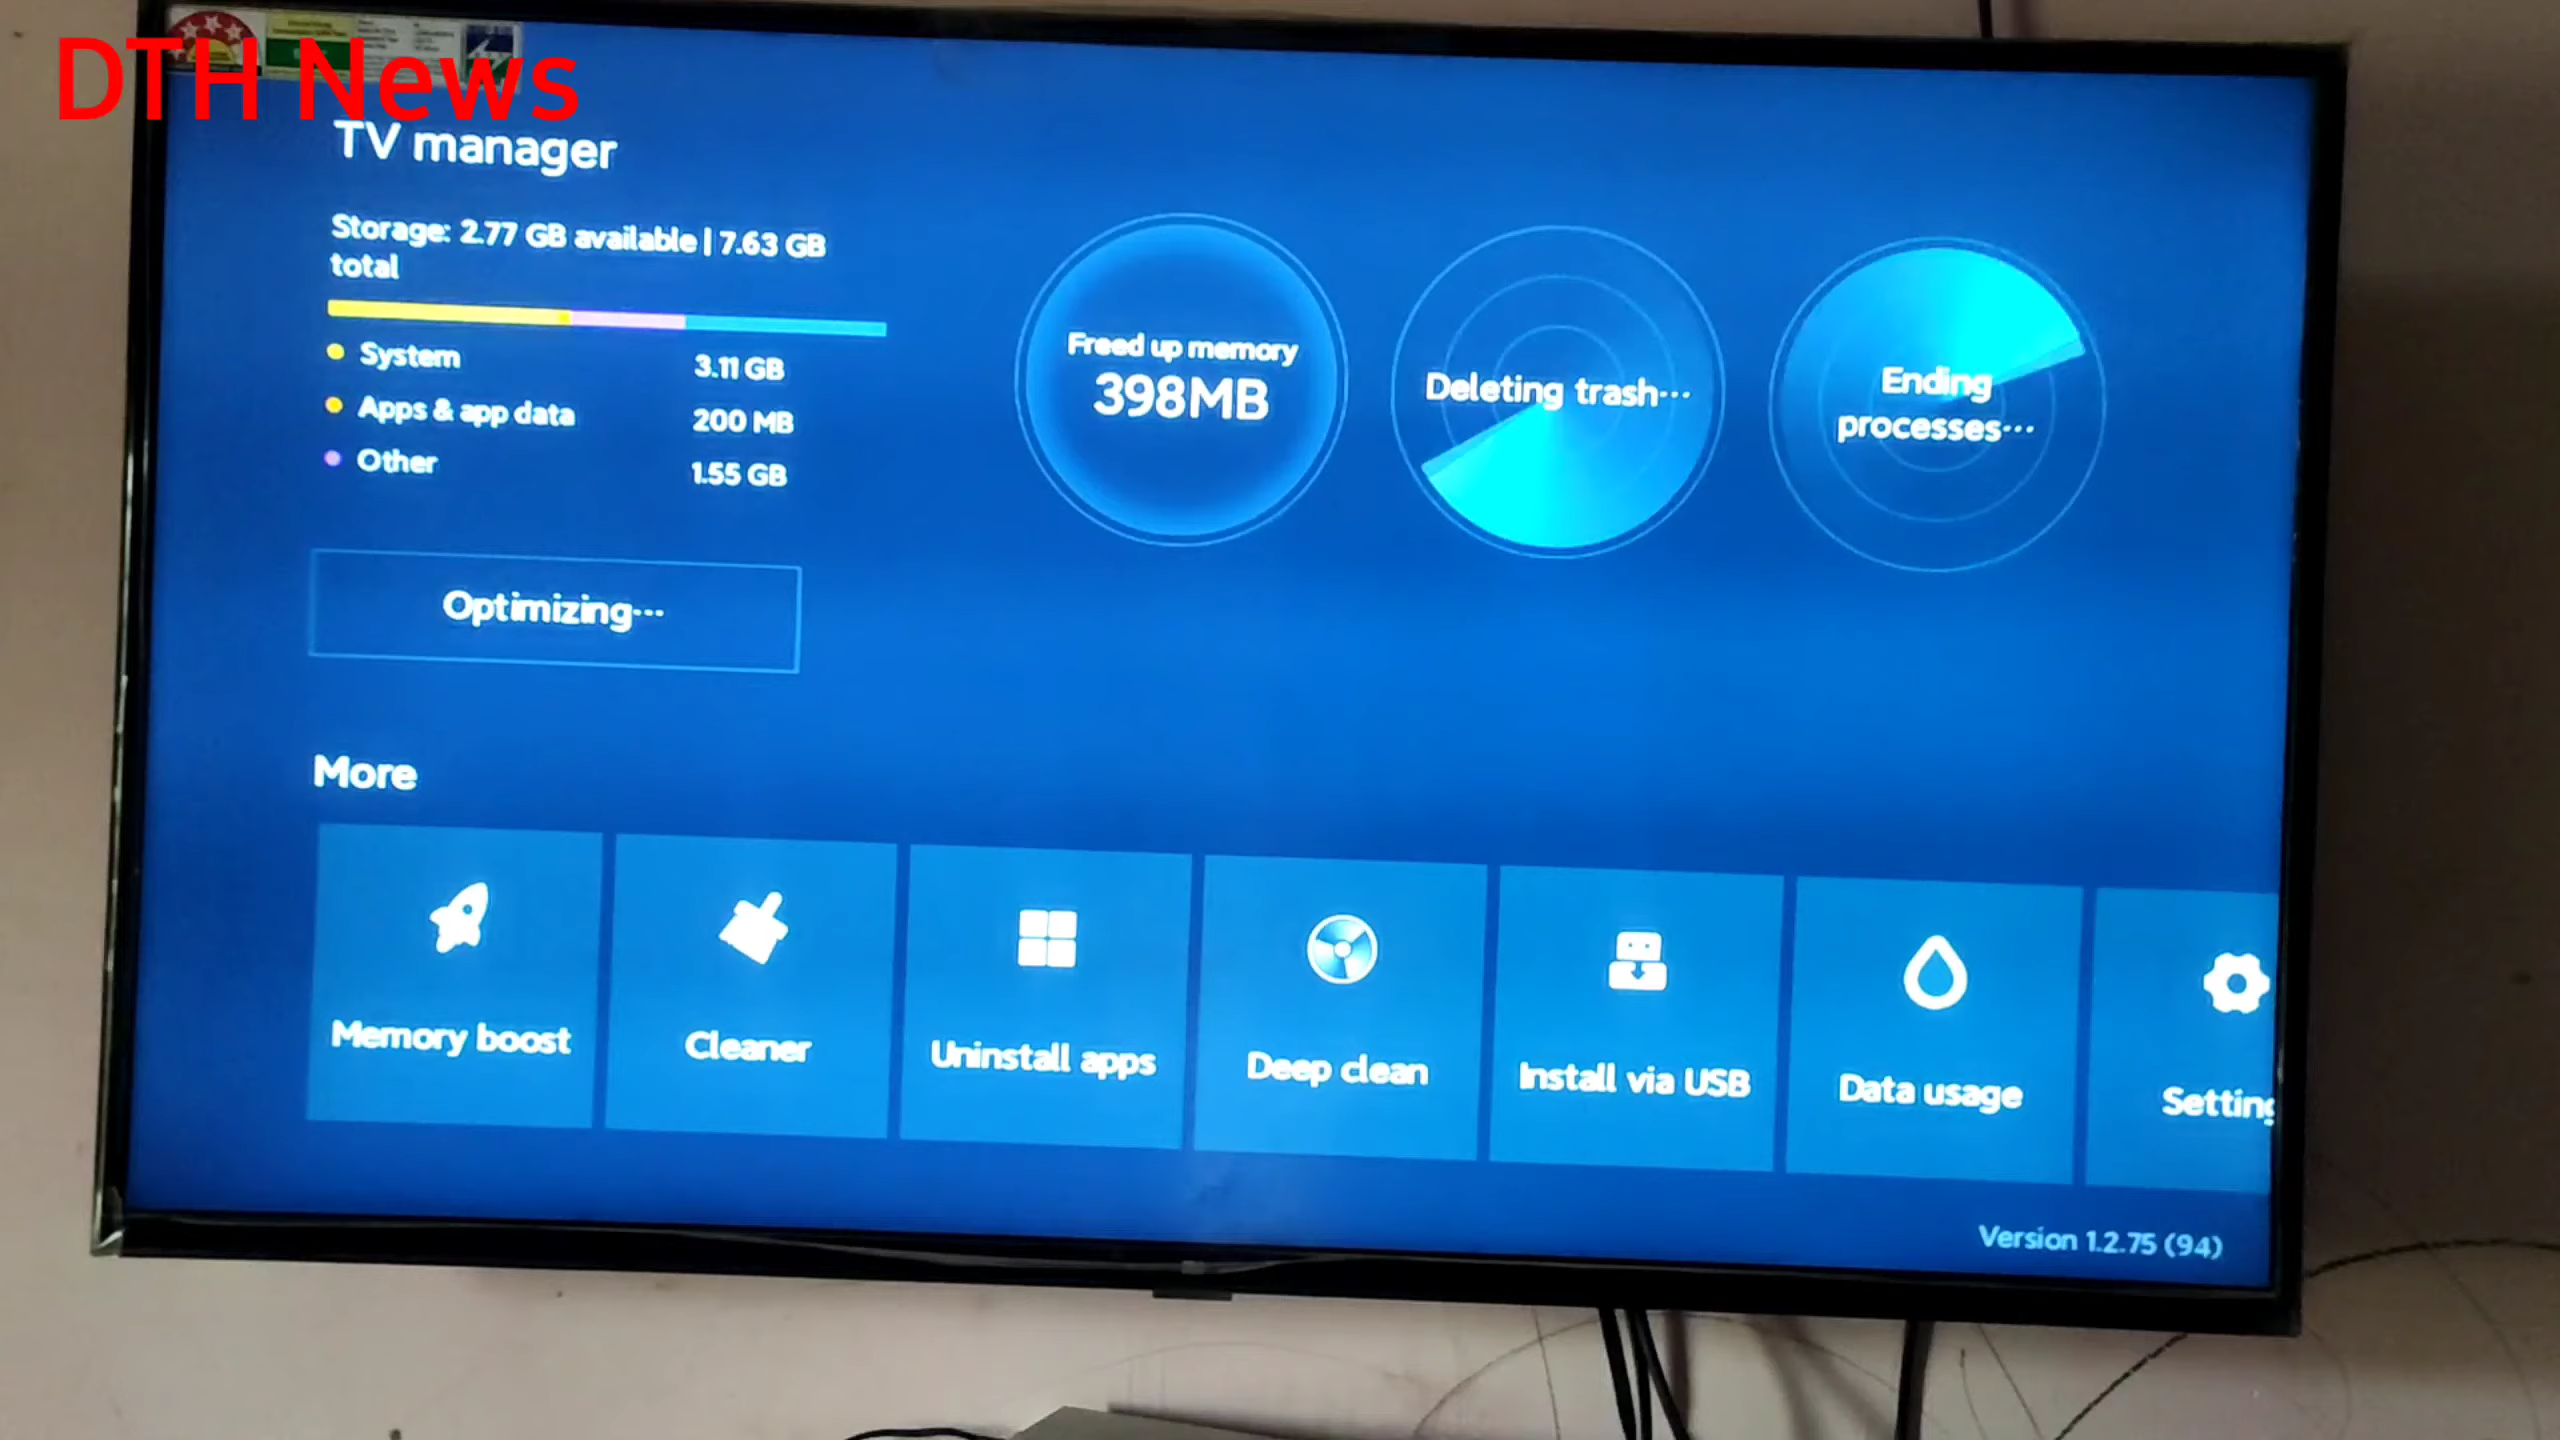 DTH News
TV manager
Storage: 2.77 GB available | 7.63 GB
total
System 3.11 GB
Apps & app data 200 MB
Other 1.55 GB
Freed up memory
398MB
Deleting trash···
Ending
processes···
Optimizing···
More
Memory boost
Cleaner
Uninstall apps
Deep clean
Install via USB
Data usage
Setting
Version 1.2.75 (94)